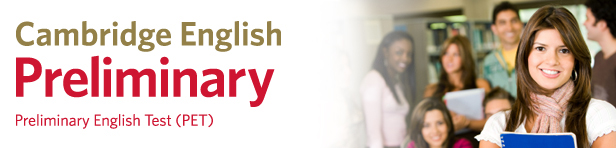 Cambridge English
Preliminary
Preliminary English Test (PET)